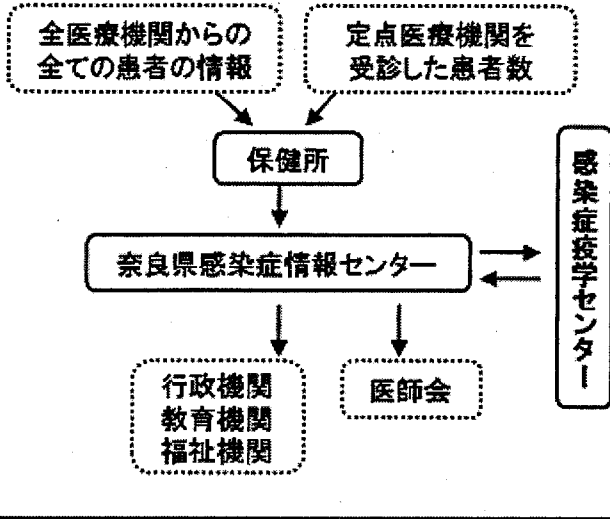 全医療機関からの
全ての患者の情報
定点医療機関を
受診した患者数
保健所
奈良県感染症情報センター
感染症疫学センター
行政機関
教育機関
福祉機関
医師会